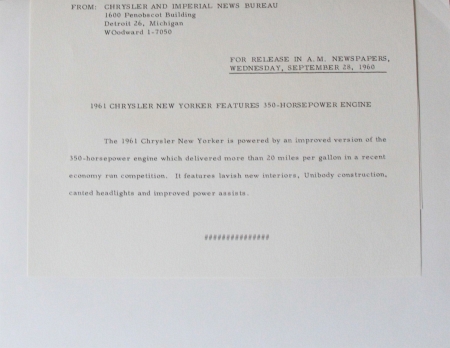 FROM: CHRYSLER AND IMPERIAL NEWS BUREAU
1600 Penobscot Building
Detroit 26, Michigan
WOodward 1-7050
FOR RELEASE IN A.M. NEWSPAPERS,
WEDNESDAY, SEPTEMBER 28, 1960
1961 CHRYSLER NEW YORKER FEATURES 350-HORSEPOWER ENGINE
The 1961 Chrysler New Yorker is powered by an improved version of the
350-horsepower engine which delivered more than 20 miles per gallon in a recent
economy run competition. It features lavish new interiors, Unibody construction,
canted headlights and improved power assists.
###############